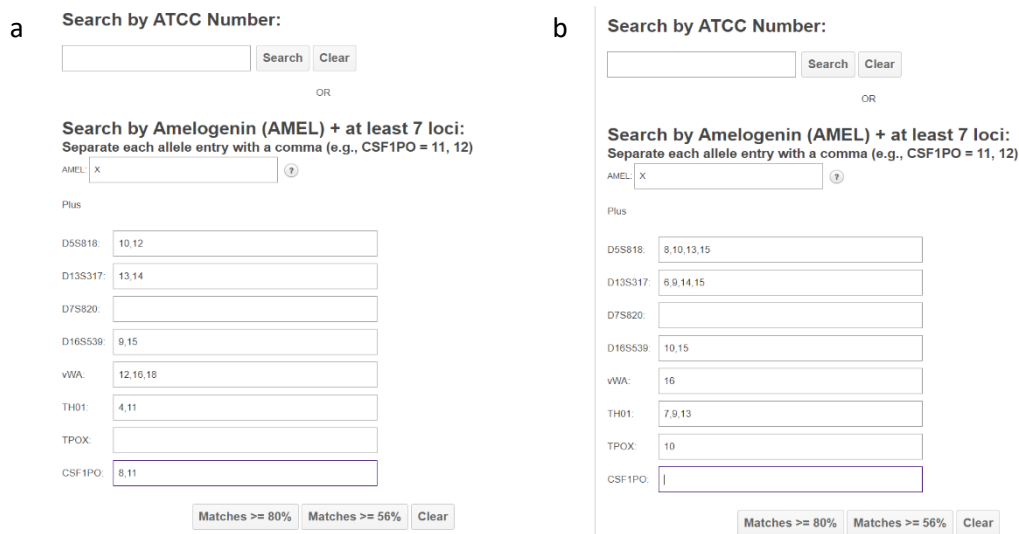 a
Search by ATCC Number:
Search Clear
OR
Search by Amelogenin (AMEL) + at least 7 loci:
Separate each allele entry with a comma (e.g., CSF1PO = 11, 12)
AMEL: X ?
Plus
D5S818: 10,12
D13S317: 13,14
D7S820:
D16S539: 9,15
vWA: 12,16,18
TH01: 4,11
TPOX:
CSF1PO: 8,11
Matches >= 80% Matches >= 56% Clear
b
Search by ATCC Number:
Search Clear
OR
Search by Amelogenin (AMEL) + at least 7 loci:
Separate each allele entry with a comma (e.g., CSF1PO = 11, 12)
AMEL: X ?
Plus
D5S818: 8,10,13,15
D13S317: 6,9,14,15
D7S820:
D16S539: 10,15
vWA: 16
TH01: 7,9,13
TPOX: 10
CSF1PO:
Matches >= 80% Matches >= 56% Clear